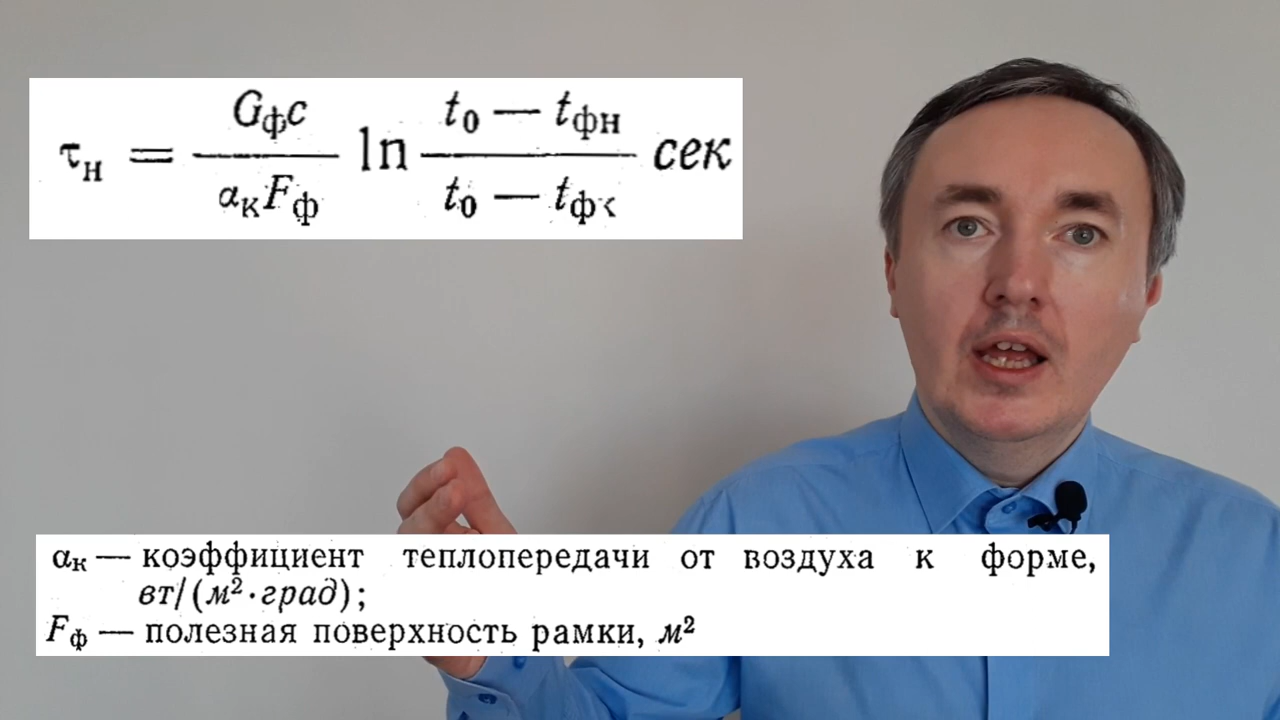 τн = Gфc / αкFф ln t₀ — tфн / t₀ — tфк сек
αк — коэффициент теплопередачи от воздуха к форме,
вт/(м²·град);
Fф — полезная поверхность рамки, м²